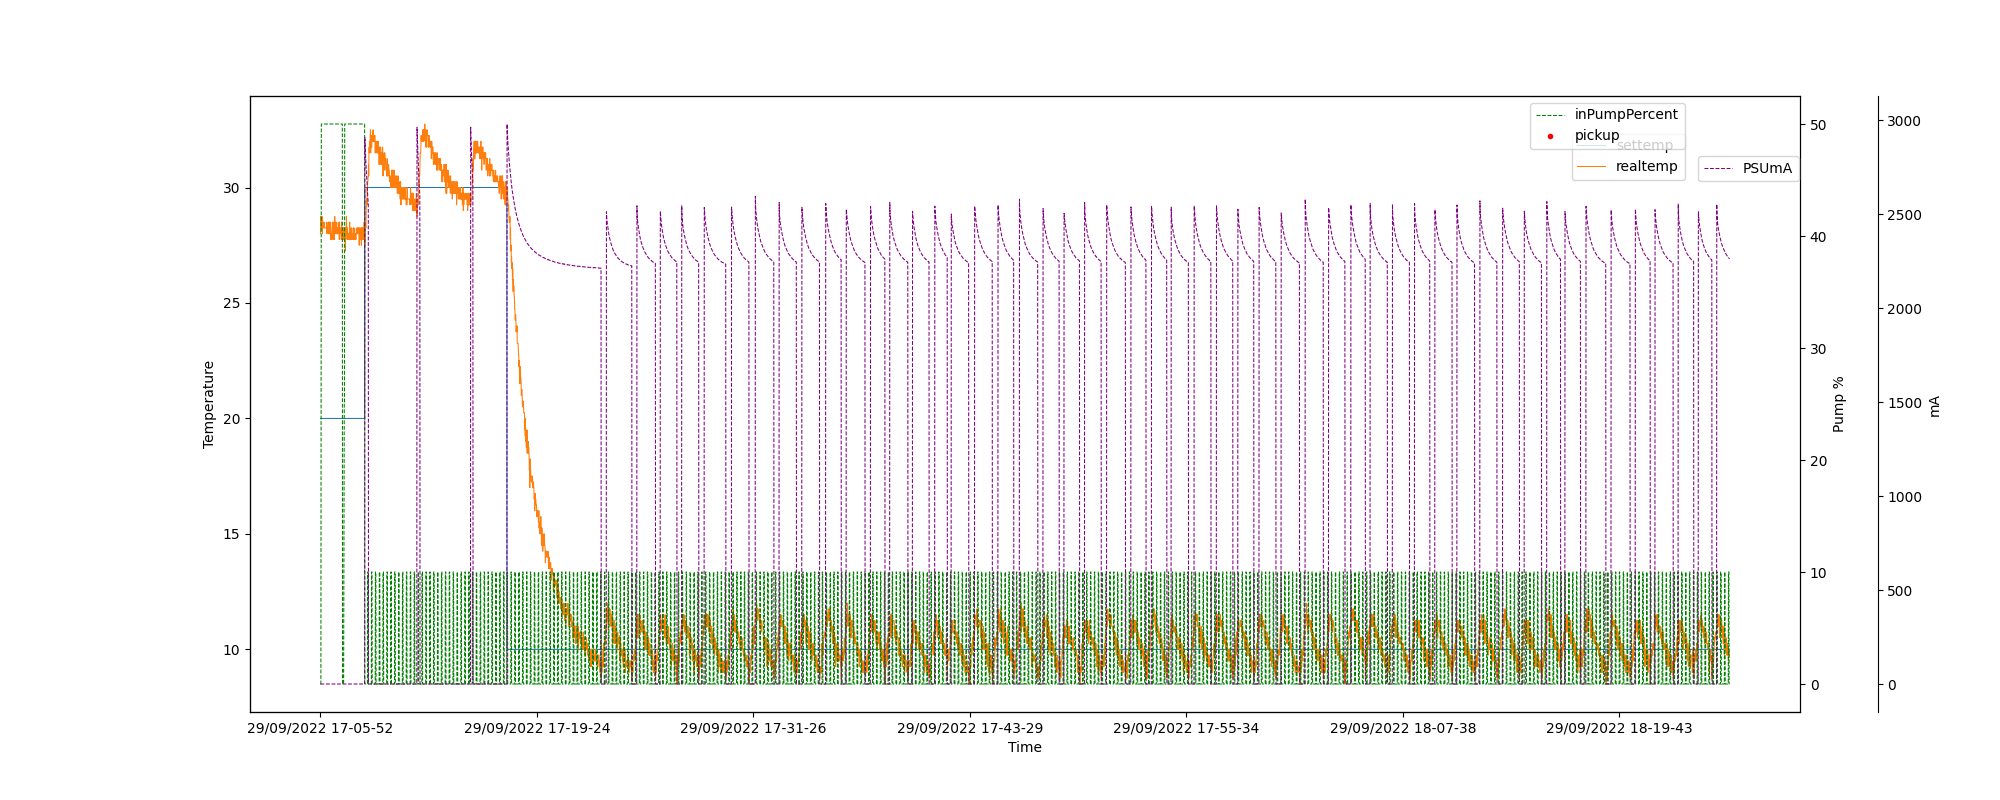 inPumpPercent
pickup
settemp
realtemp
PSUmA
30
25
20
15
10
Temperature
50
40
30
20
10
0
Pump %
3000
2500
2000
1500
1000
500
0
mA
29/09/2022 17-05-52
29/09/2022 17-19-24
29/09/2022 17-31-26
29/09/2022 17-43-29
29/09/2022 17-55-34
29/09/2022 18-07-38
29/09/2022 18-19-43
Time